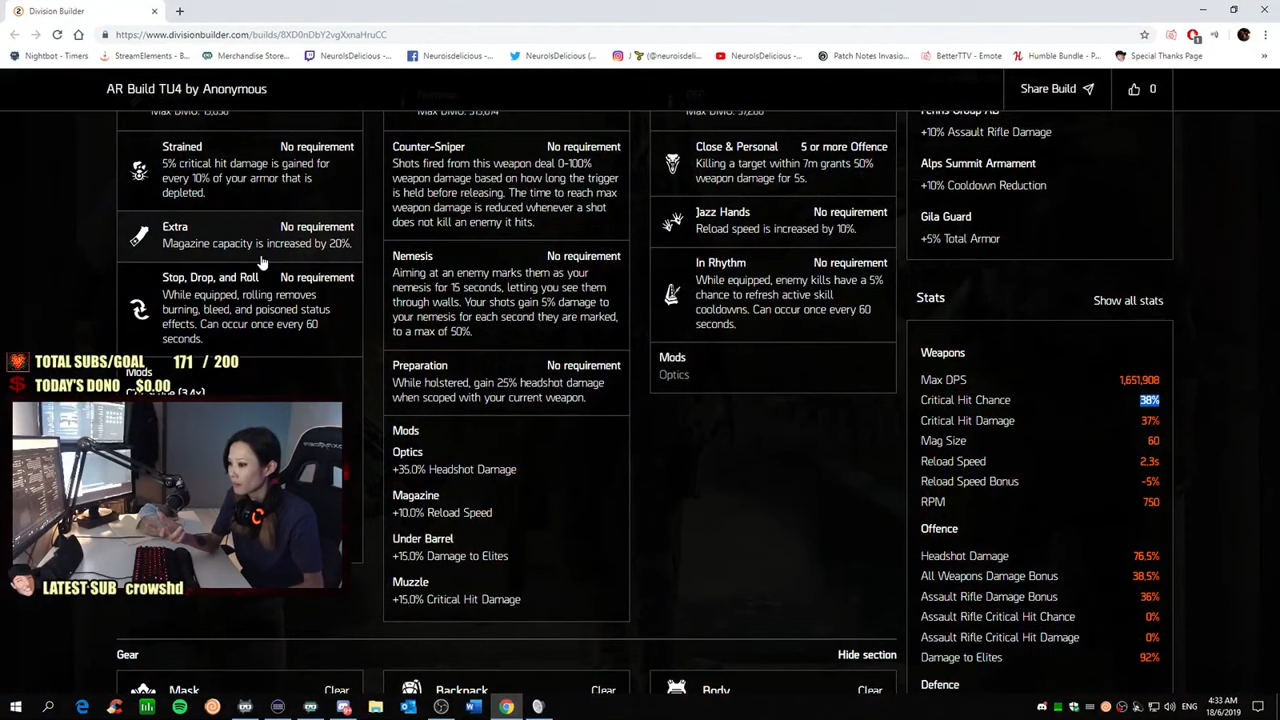 Division Builder
https://www.divisionbuilder.com/builds/8XD0nDbY2vgXxnaHruCC
Nightbot - StreamElem...
StreamElements - B...
Merchandise Store...
NeuroIsDelicious -...
Neuroisdelicious -...
NeuroIsDelicious (...
J (@neuroisdeli...
NeuroIsDelicious -...
Patch Notes Invasio...
BetterTTV - Emote
Humble Bundle - P...
Special Thanks Page
AR Build TU4 by Anonymous
Share Build
0
Strained No requirement
5% critical hit damage is gained for
every 10% of your armor that is
depleted.
Extra No requirement
Magazine capacity is increased by 20%.
Stop, Drop, and Roll No requirement
While equipped, rolling removes
burning, bleed, and poisoned status
effects. Can occur once every 60
seconds.
Mods
TOTAL SUBS/GOAL 171 / 200
TODAY'S DONO $0.00
LATEST SUB crowshd
Counter-Sniper No requirement
Shots fired from this weapon deal 0-100%
weapon damage based on how long the trigger
is held before releasing. The time to reach max
weapon damage is reduced whenever a shot
does not kill an enemy it hits.
Nemesis No requirement
Aiming at an enemy marks them as your
nemesis for 15 seconds, letting you see them
through walls. Your shots gain 5% damage to
your nemesis for each second they are marked,
to a max of 50%.
Preparation No requirement
While holstered, gain 25% headshot damage
when scoped with your current weapon.
Mods
Optics
+35.0% Headshot Damage
Magazine
+10.0% Reload Speed
Under Barrel
+15.0% Damage to Elites
Muzzle
+15.0% Critical Hit Damage
Close & Personal 5 or more Offence
Killing a target within 7m grants 50%
weapon damage for 5s.
Jazz Hands No requirement
Reload speed is increased by 10%.
In Rhythm No requirement
While equipped, enemy kills have a 5%
chance to refresh active skill
cooldowns. Can occur once every 60
seconds.
Mods
Optics
+10% Assault Rifle Damage
Alps Summit Armament
+10% Cooldown Reduction
Gila Guard
+5% Total Armor
Stats
Show all stats
Weapons
Max DPS 1,651,908
Critical Hit Chance 38%
Critical Hit Damage 37%
Mag Size 60
Reload Speed 2,3s
Reload Speed Bonus -5%
RPM 750
Offence
Headshot Damage 76,5%
All Weapons Damage Bonus 38,5%
Assault Rifle Damage Bonus 36%
Assault Rifle Critical Hit Chance 0%
Assault Rifle Critical Hit Damage 0%
Damage to Elites 92%
Defence
Gear
Hide section
Mask Clear
Backpack Clear
Body Clear
4:33 AM
18/6/2019